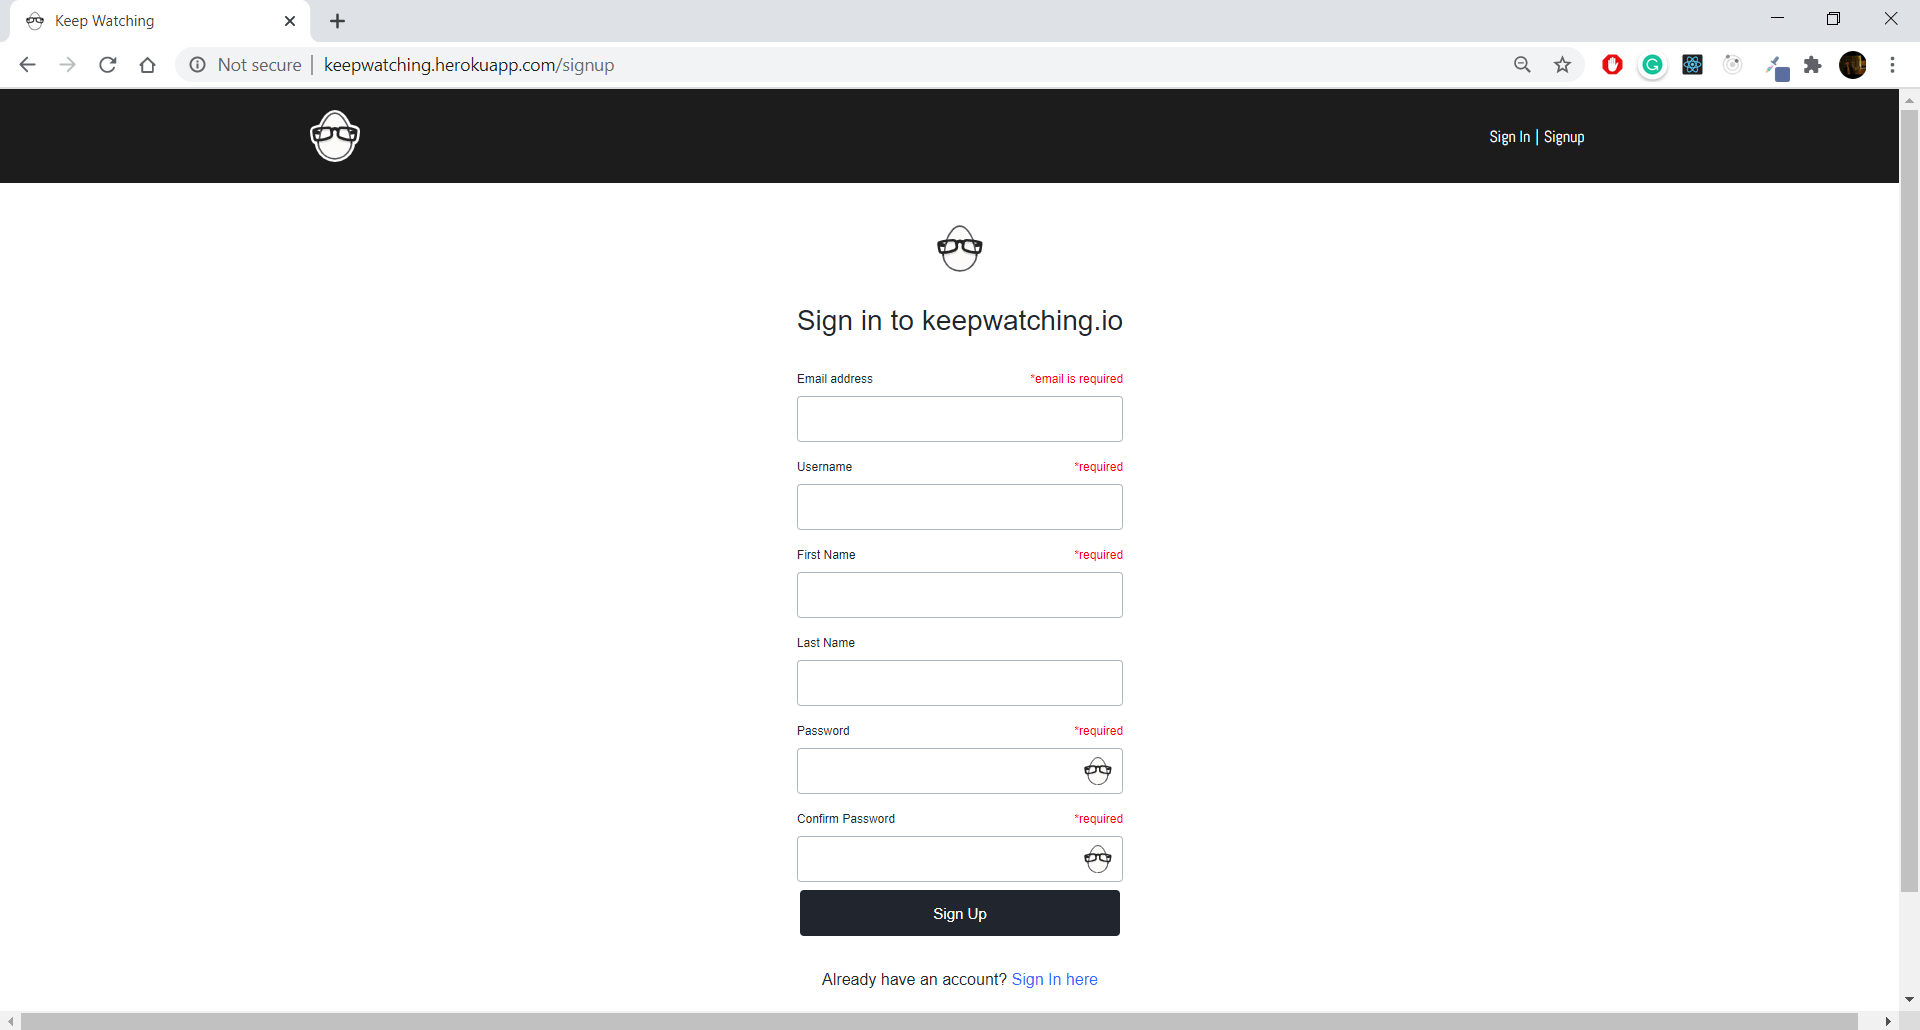 Keep Watching
Not secure | keepwatching.herokuapp.com/signup
Sign In | Signup
Sign in to keepwatching.io
Email address *email is required
Username *required
First Name *required
Last Name
Password *required
Confirm Password *required
Sign Up
Already have an account? Sign In here